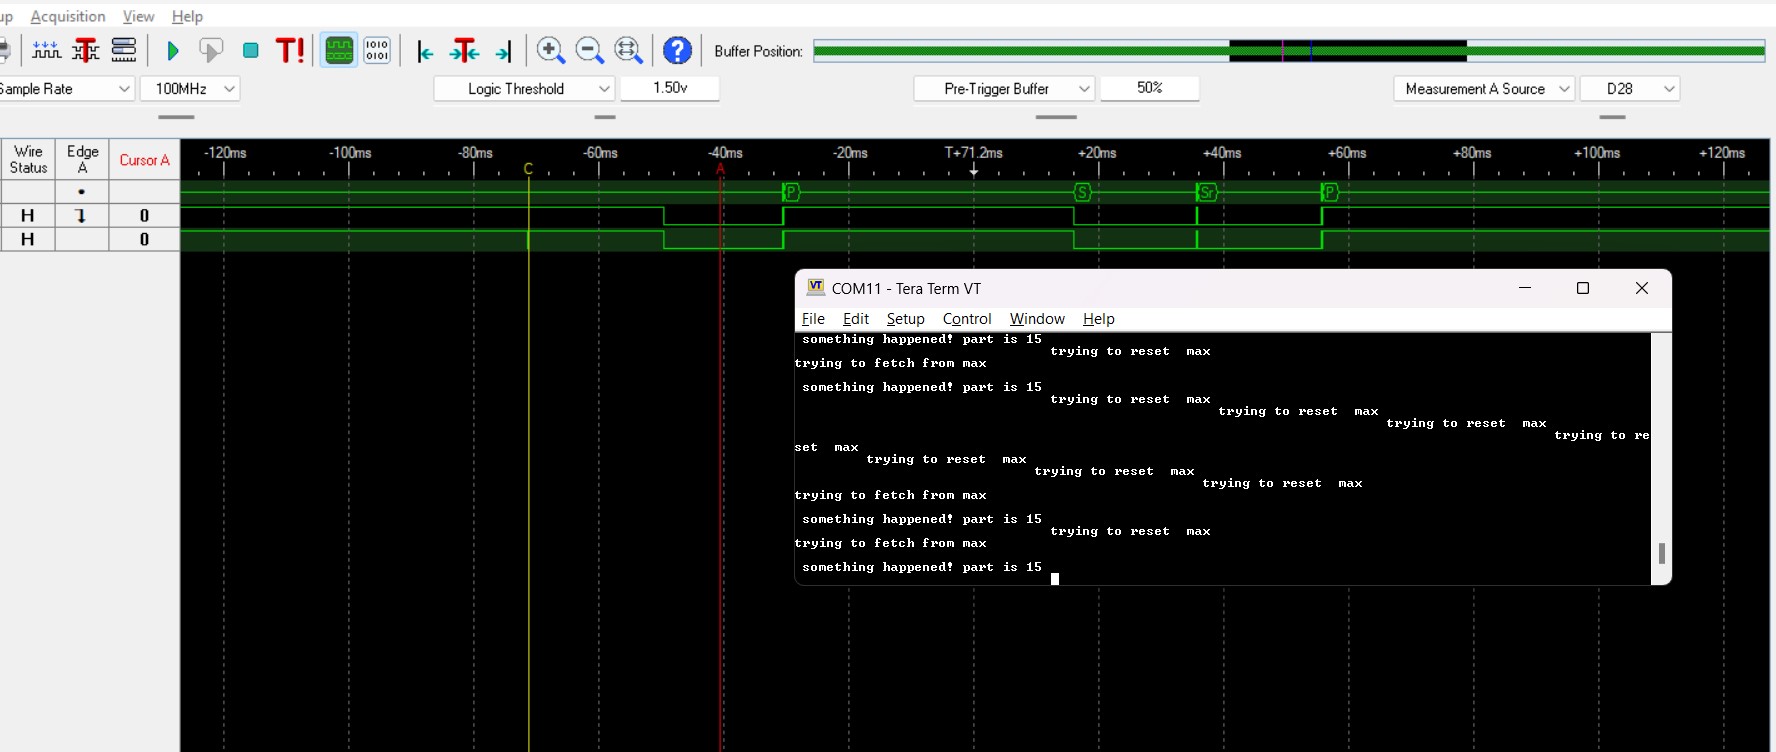 up Acquisition View Help
T! 1010 0101 T ? Buffer Position:
Sample Rate 100MHz Logic Threshold 1.50v Pre-Trigger Buffer 50% Measurement A Source D28
Wire Status Edge A Cursor A -120ms -100ms -80ms -60ms -40ms -20ms T+71.2ms +20ms +40ms +60ms +80ms +100ms +120ms
C A
P S Sr P
H 0
H 0
VT COM11 - Tera Term VT
File Edit Setup Control Window Help
something happened! part is 15
trying to reset max
trying to fetch from max
something happened! part is 15
trying to reset max
trying to reset max
trying to reset max
trying to re
set max
trying to reset max
trying to reset max
trying to reset max
trying to fetch from max
something happened! part is 15
trying to reset max
trying to fetch from max
something happened! part is 15